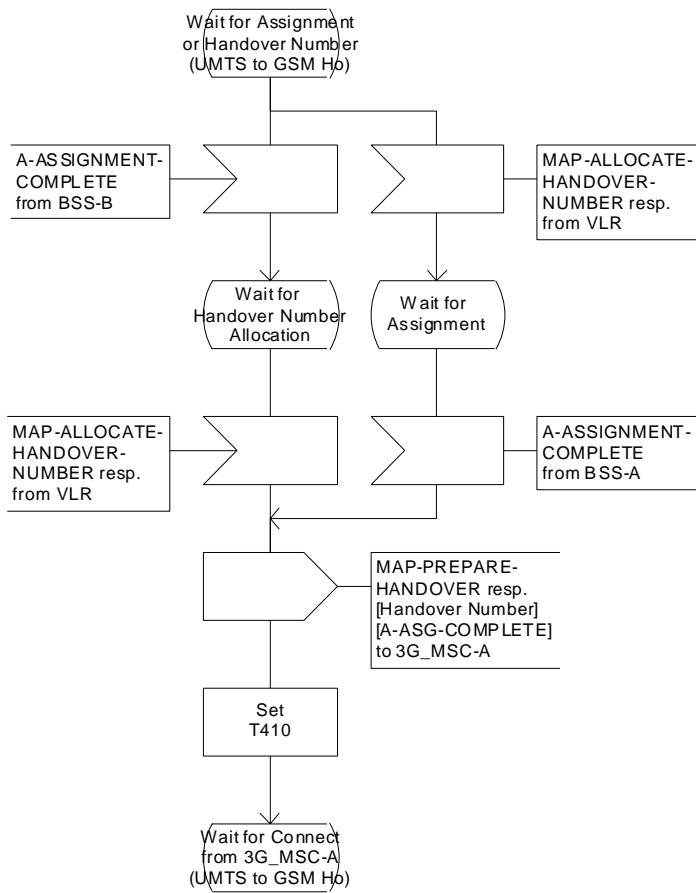 Wait for Assignment
or Handover Number
(UMTS to GSM Ho)
A-ASSIGNMENT-
COMPLETE
from BSS-B
MAP-ALLOCATE-
HANDOVER-
NUMBER resp.
from VLR
Wait for
Handover Number
Allocation
Wait for
Assignment
MAP-ALLOCATE-
HANDOVER-
NUMBER resp.
from VLR
A-ASSIGNMENT-
COMPLETE
from BSS-A
MAP-PREPARE-
HANDOVER resp.
[Handover Number]
[A-ASG-COMPLETE]
to 3G_MSC-A
Set
T410
Wait for Connect
from 3G_MSC-A
(UMTS to GSM Ho)